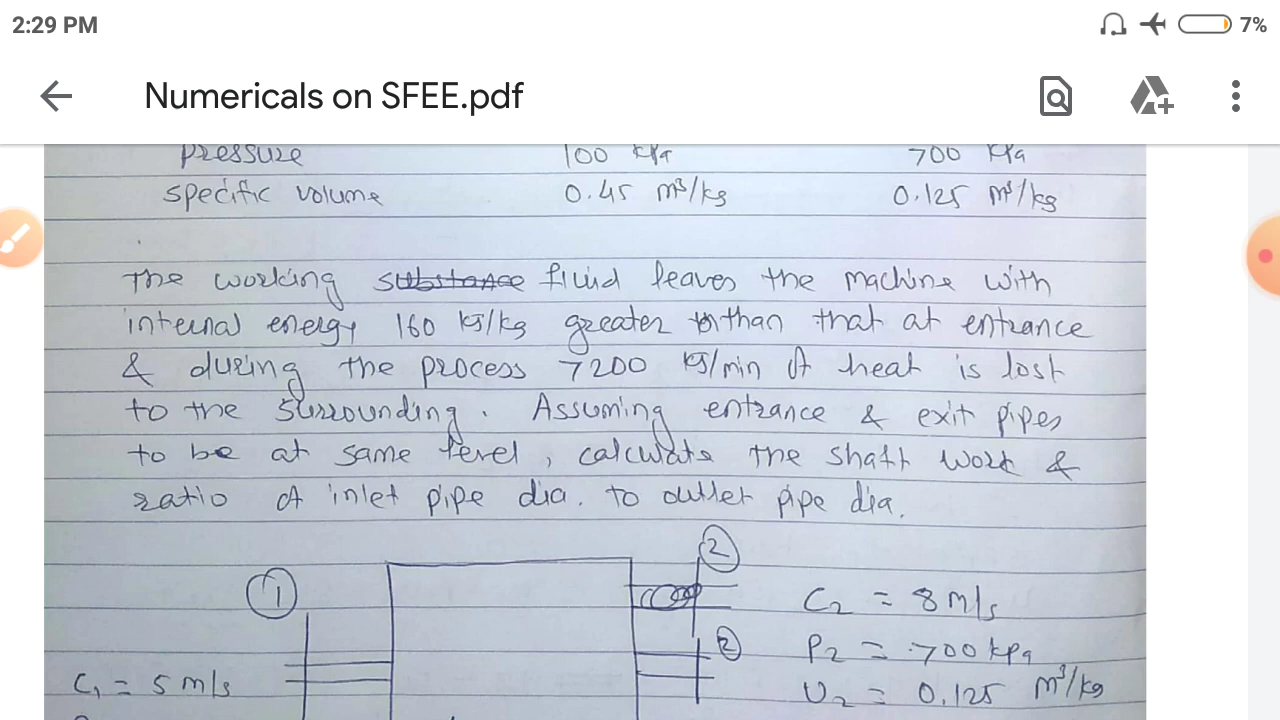 2:29 PM
7%
Numericals on SFEE.pdf
Pressure 100 kPa 700 kPa
specific volume 0.45 m³/kg 0.125 m³/kg
The working substance fluid leaves the machine with
internal energy 160 kJ/kg greater than that at entrance
& during the process 7200 kJ/min of heat is lost
to the surrounding. Assuming entrance & exit pipes
to be at same level, calculate the shaft work &
ratio of inlet pipe dia. to outlet pipe dia.
2
1
C₂ = 8 m/s
2
P₂ = 700 kPa
C₁ = 5 m/s
υ₂ = 0.125 m³/kg